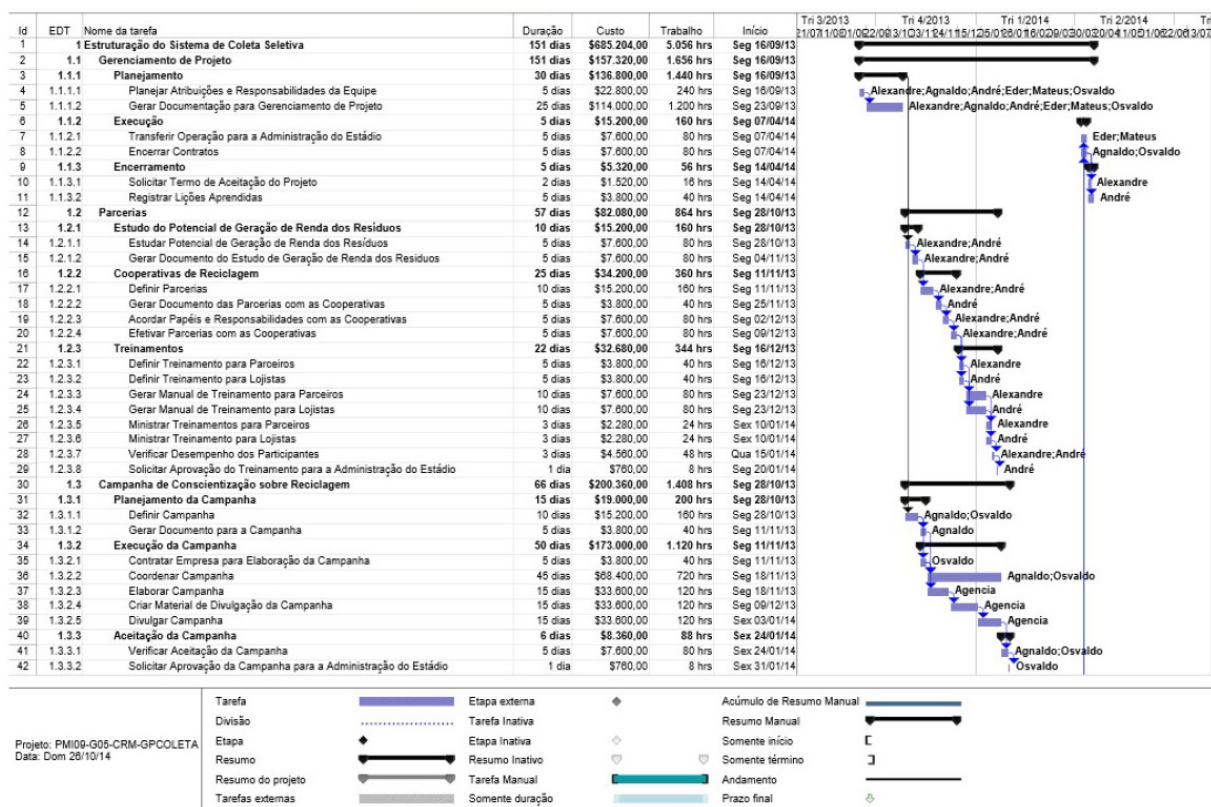 Tri 3/2013 Tri 4/2013 Tri 1/2014 Tri 2/2014 Tri
Id EDT Nome da tarefa Duração Custo Trabalho Início
1 1 Estruturação do Sistema de Coleta Seletiva 151 dias $685.204,00 5.056 hrs Seg 16/09/13
2 1.1 Gerenciamento de Projeto 151 dias $157.320,00 1.656 hrs Seg 16/09/13
3 1.1.1 Planejamento 30 dias $136.800,00 1.440 hrs Seg 16/09/13
4 1.1.1.1 Planejar Atribuições e Responsabilidades da Equipe 5 dias $22.800,00 240 hrs Seg 16/09/13 Alexandre;Agnaldo;André;Eder;Mateus;Osvaldo
5 1.1.1.2 Gerar Documentação para Gerenciamento de Projeto 25 dias $114.000,00 1.200 hrs Seg 23/09/13 Alexandre;Agnaldo;André;Eder;Mateus;Osvaldo
6 1.1.2 Execução 5 dias $15.200,00 160 hrs Seg 07/04/14
7 1.1.2.1 Transferir Operação para a Administração do Estádio 5 dias $7.600,00 80 hrs Seg 07/04/14 Eder;Mateus
8 1.1.2.2 Encerrar Contratos 5 dias $7.600,00 80 hrs Seg 07/04/14 Agnaldo;Osvaldo
9 1.1.3 Encerramento 5 dias $5.320,00 56 hrs Seg 14/04/14
10 1.1.3.1 Solicitar Termo de Aceitação do Projeto 2 dias $1.520,00 16 hrs Seg 14/04/14 Alexandre
11 1.1.3.2 Registrar Lições Aprendidas 5 dias $3.800,00 40 hrs Seg 14/04/14 André
12 1.2 Parcerias 57 dias $82.080,00 864 hrs Seg 28/10/13
13 1.2.1 Estudo do Potencial de Geração de Renda dos Resíduos 10 dias $15.200,00 160 hrs Seg 28/10/13
14 1.2.1.1 Estudar Potencial de Geração de Renda dos Resíduos 5 dias $7.600,00 80 hrs Seg 28/10/13 Alexandre;André
15 1.2.1.2 Gerar Documento do Estudo de Geração de Renda dos Residuos 5 dias $7.600,00 80 hrs Seg 04/11/13 Alexandre;André
16 1.2.2 Cooperativas de Reciclagem 25 dias $34.200,00 360 hrs Seg 11/11/13
17 1.2.2.1 Definir Parcerias 10 dias $15.200,00 160 hrs Seg 11/11/13 Alexandre;André
18 1.2.2.2 Gerar Documento das Parcerias com as Cooperativas 5 dias $3.800,00 40 hrs Seg 25/11/13 André
19 1.2.2.3 Acordar Papéis e Responsabilidades com as Cooperativas 5 dias $7.600,00 80 hrs Seg 02/12/13 Alexandre;André
20 1.2.2.4 Efetivar Parcerias com as Cooperativas 5 dias $7.600,00 80 hrs Seg 09/12/13 Alexandre;André
21 1.2.3 Treinamentos 22 dias $32.680,00 344 hrs Seg 16/12/13
22 1.2.3.1 Definir Treinamento para Parceiros 5 dias $3.800,00 40 hrs Seg 16/12/13 Alexandre
23 1.2.3.2 Definir Treinamento para Lojistas 5 dias $3.800,00 40 hrs Seg 16/12/13 André
24 1.2.3.3 Gerar Manual de Treinamento para Parceiros 10 dias $7.600,00 80 hrs Seg 23/12/13 Alexandre
25 1.2.3.4 Gerar Manual de Treinamento para Lojistas 10 dias $7.600,00 80 hrs Seg 23/12/13 André
26 1.2.3.5 Ministrar Treinamentos para Parceiros 3 dias $2.280,00 24 hrs Sex 10/01/14 Alexandre
27 1.2.3.6 Ministrar Treinamento para Lojistas 3 dias $2.280,00 24 hrs Sex 10/01/14 André
28 1.2.3.7 Verificar Desempenho dos Participantes 3 dias $4.560,00 48 hrs Qua 15/01/14 Alexandre;André
29 1.2.3.8 Solicitar Aprovação do Treinamento para a Administração do Estádio 1 dia $760,00 8 hrs Seg 20/01/14 André
30 1.3 Campanha de Conscientização sobre Reciclagem 66 dias $200.360,00 1.408 hrs Seg 28/10/13
31 1.3.1 Planejamento da Campanha 15 dias $19.000,00 200 hrs Seg 28/10/13
32 1.3.1.1 Definir Campanha 10 dias $15.200,00 160 hrs Seg 28/10/13 Agnaldo;Osvaldo
33 1.3.1.2 Gerar Documento para a Campanha 5 dias $3.800,00 40 hrs Seg 11/11/13 Agnaldo
34 1.3.2 Execução da Campanha 50 dias $173.000,00 1.120 hrs Seg 11/11/13
35 1.3.2.1 Contratar Empresa para Elaboração da Campanha 5 dias $3.800,00 40 hrs Seg 11/11/13 Osvaldo
36 1.3.2.2 Coordenar Campanha 45 dias $68.400,00 720 hrs Seg 18/11/13 Agnaldo;Osvaldo
37 1.3.2.3 Elaborar Campanha 15 dias $33.600,00 120 hrs Seg 18/11/13 Agencia
38 1.3.2.4 Criar Material de Divulgação da Campanha 15 dias $33.600,00 120 hrs Seg 09/12/13 Agencia
39 1.3.2.5 Divulgar Campanha 15 dias $33.600,00 120 hrs Sex 03/01/14 Agencia
40 1.3.3 Aceitação da Campanha 6 dias $8.360,00 88 hrs Sex 24/01/14
41 1.3.3.1 Verificar Aceitação da Campanha 5 dias $7.600,00 80 hrs Sex 24/01/14 Agnaldo;Osvaldo
42 1.3.3.2 Solicitar Aprovação da Campanha para a Administração do Estádio 1 dia $760,00 8 hrs Sex 31/01/14 Osvaldo
Projeto: PMI09-G05-CRM-GPCOLETA
Data: Dom 26/10/14
Tarefa Etapa externa Acúmulo de Resumo Manual
Divisão Tarefa Inativa Resumo Manual
Etapa Etapa Inativa Somente início
Resumo Resumo Inativo Somente término
Resumo do projeto Tarefa Manual Andamento
Tarefas externas Somente duração Prazo final